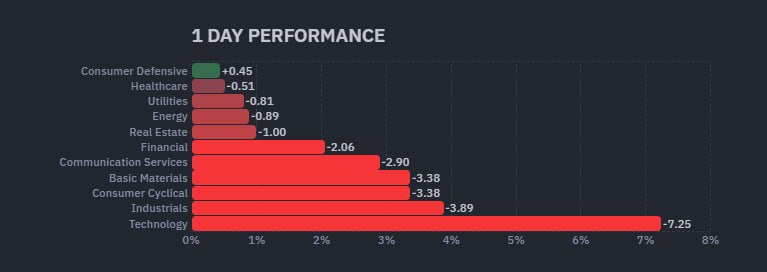 1 DAY PERFORMANCE
Consumer Defensive +0.45
Healthcare -0.51
Utilities -0.81
Energy -0.89
Real Estate -1.00
Financial -2.06
Communication Services -2.90
Basic Materials -3.38
Consumer Cyclical -3.38
Industrials -3.89
Technology -7.25
0% 1% 2% 3% 4% 5% 6% 7% 8%